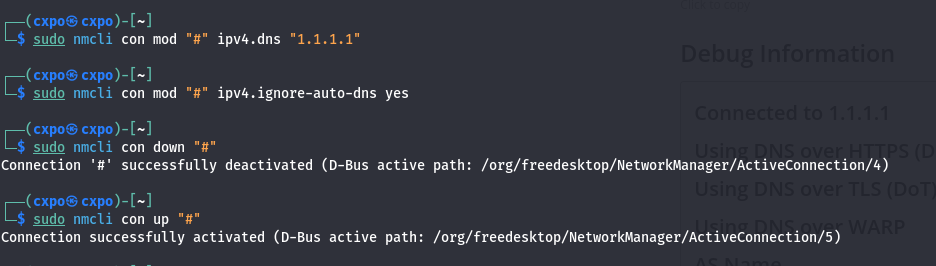 Click to copy
┌──(cxpo㉿cxpo)-[~]
└─$ sudo nmcli con mod "#" ipv4.dns "1.1.1.1"
Debug Information
┌──(cxpo㉿cxpo)-[~]
└─$ sudo nmcli con mod "#" ipv4.ignore-auto-dns yes
Connected to 1.1.1.1
┌──(cxpo㉿cxpo)-[~]
└─$ sudo nmcli con down "#"
Using DNS over HTTPS (D
Connection '#' successfully deactivated (D-Bus active path: /org/freedesktop/NetworkManager/ActiveConnection/4)
Using DNS over TLS (DoT)
┌──(cxpo㉿cxpo)-[~]
└─$ sudo nmcli con up "#"
Using DNS over WARP
Connection successfully activated (D-Bus active path: /org/freedesktop/NetworkManager/ActiveConnection/5)
AS Name